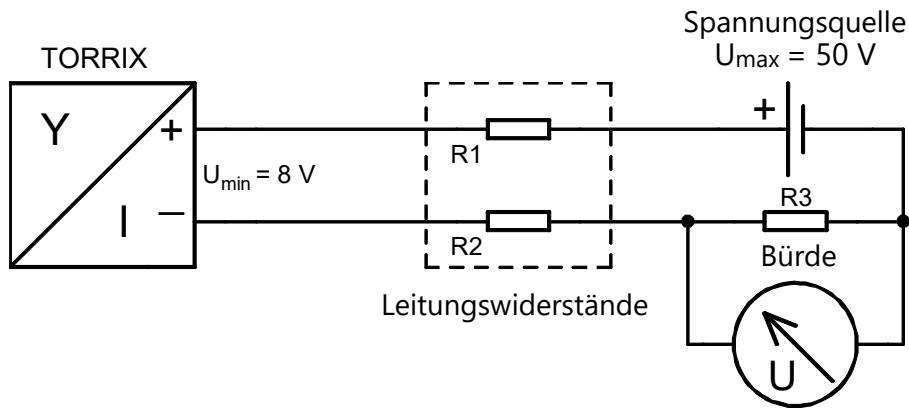 Spannungsquelle
Umax = 50 V
TORRIX
Y
+
I
–
Umin = 8 V
R1
+
R2
R3
Bürde
Leitungswiderstände
U